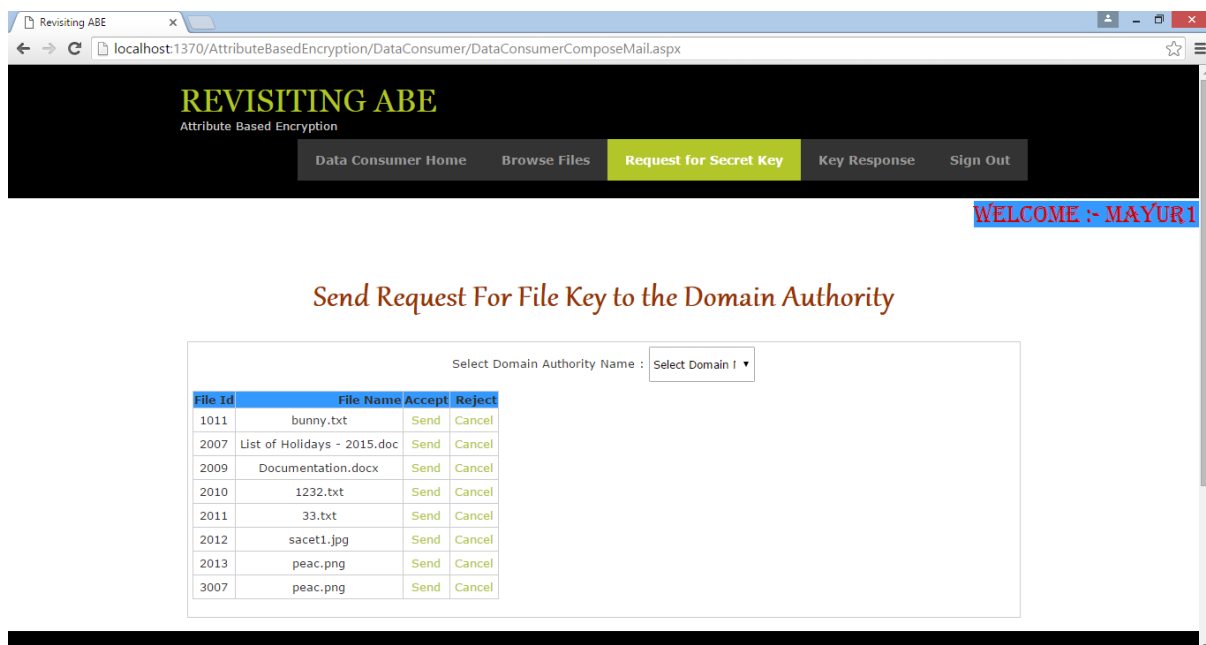 Revisiting ABE
localhost:1370/AttributeBasedEncryption/DataConsumer/DataConsumerComposeMail.aspx
REVISITING ABE
Attribute Based Encryption
Data Consumer Home Browse Files Request for Secret Key Key Response Sign Out
WELCOME :- MAYUR1
Send Request For File Key to the Domain Authority
Select Domain Authority Name : Select Domain
File Id File Name Accept Reject
1011 bunny.txt Send Cancel
2007 List of Holidays - 2015.doc Send Cancel
2009 Documentation.docx Send Cancel
2010 1232.txt Send Cancel
2011 33.txt Send Cancel
2012 sacet1.jpg Send Cancel
2013 peac.png Send Cancel
3007 peac.png Send Cancel